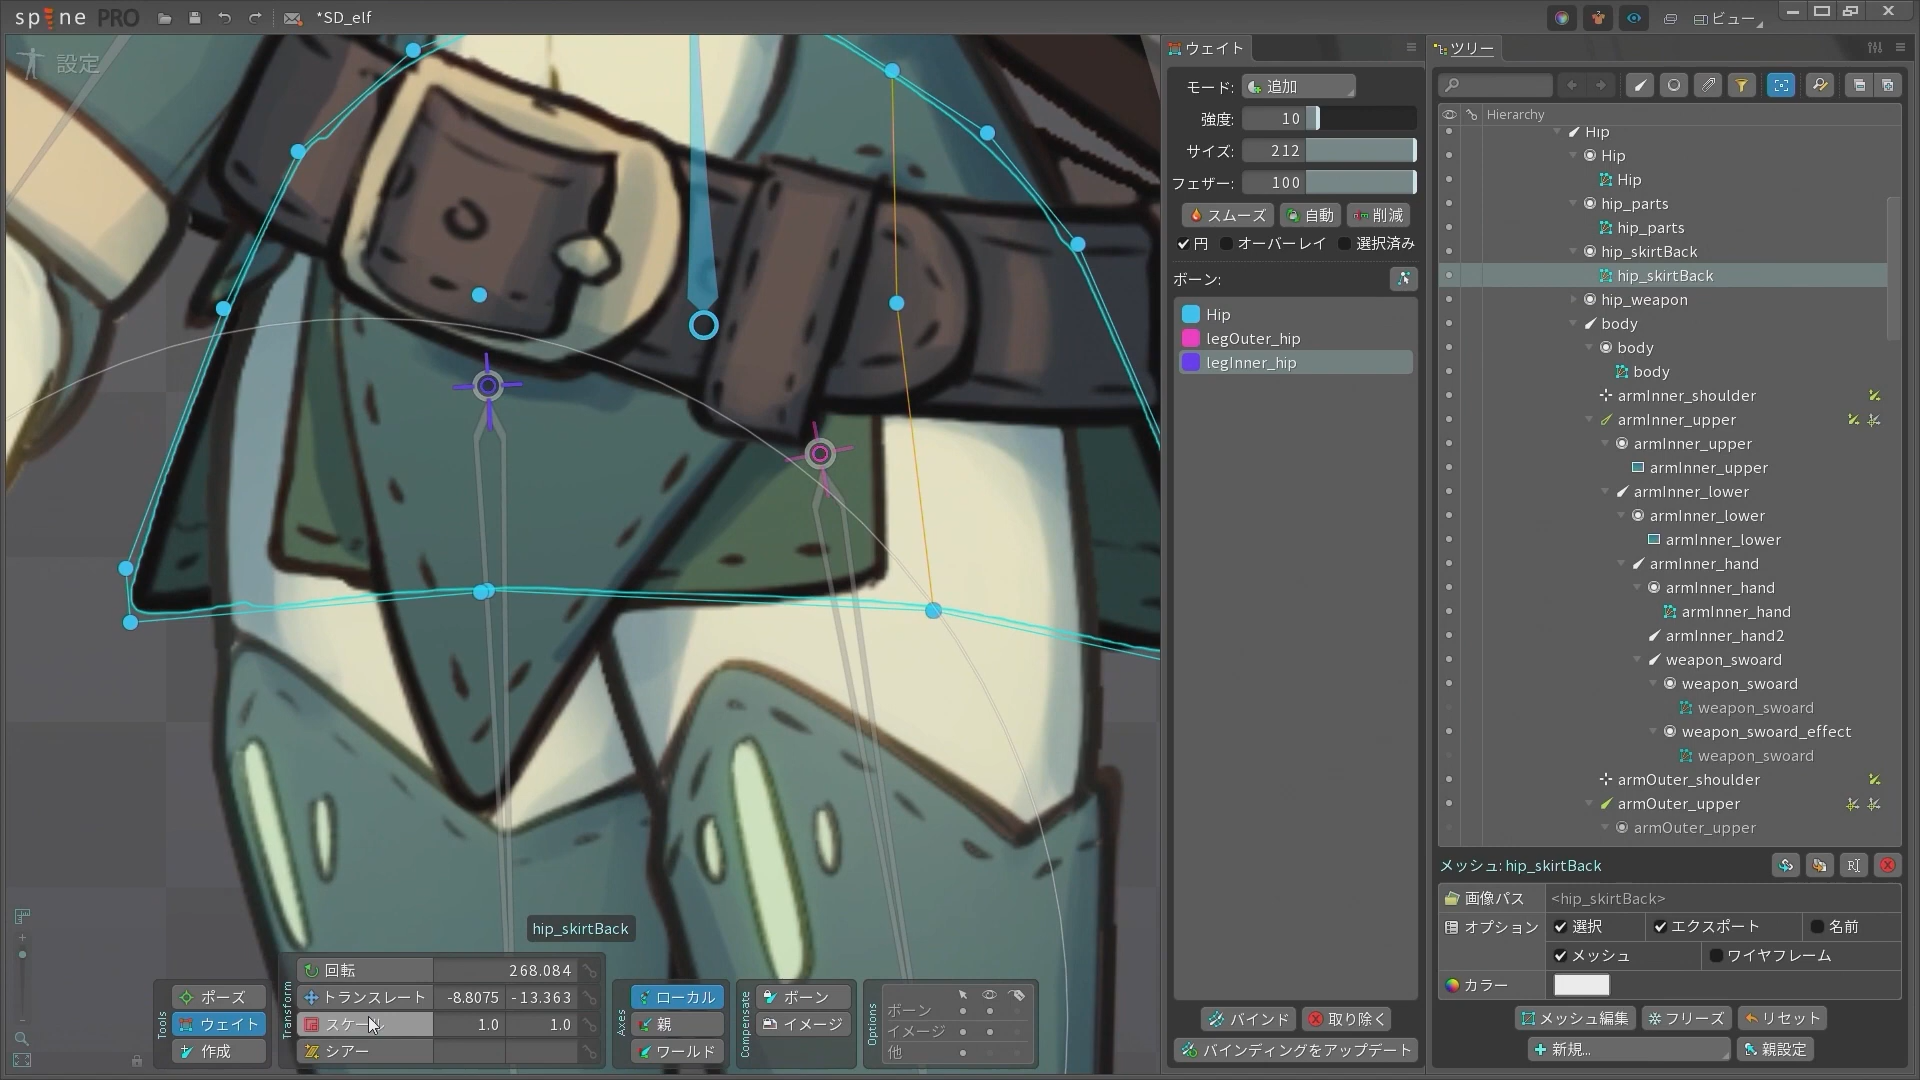 spine PRO
*SD_elf
ビュー
設定
ウェイト
モード: 追加
強度: 10
サイズ: 212
フェザー: 100
スムーズ 自動 削減
円 オーバーレイ 選択済み
ボーン:
Hip
legOuter_hip
legInner_hip
バインド 取り除く
バインディングをアップデート
ツリー
Hierarchy
Hip
Hip
Hip
hip_parts
hip_parts
hip_skirtBack
hip_skirtBack
hip_weapon
body
body
body
armInner_shoulder
armInner_upper
armInner_upper
armInner_upper
armInner_lower
armInner_lower
armInner_lower
armInner_hand
armInner_hand
armInner_hand
armInner_hand2
weapon_swoard
weapon_swoard
weapon_swoard
weapon_swoard_effect
weapon_swoard
armOuter_shoulder
armOuter_upper
armOuter_upper
メッシュ: hip_skirtBack
画像パス <hip_skirtBack>
オプション 選択 エクスポート 名前
メッシュ ワイヤフレーム
カラー
メッシュ編集 フリーズ リセット
新規... 親設定
hip_skirtBack
Tools
ポーズ
ウェイト
作成
Transform
回転 268.084
トランスレート -8.8075 -13.363
スケール 1.0 1.0
シアー
Axes
ローカル
親
ワールド
Compensate
ボーン
イメージ
Options
ボーン
イメージ
他